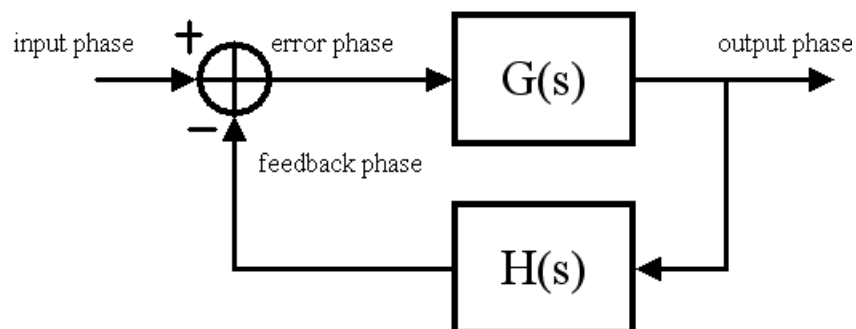 +
input phase
error phase
G(s)
output phase
−
feedback phase
H(s)